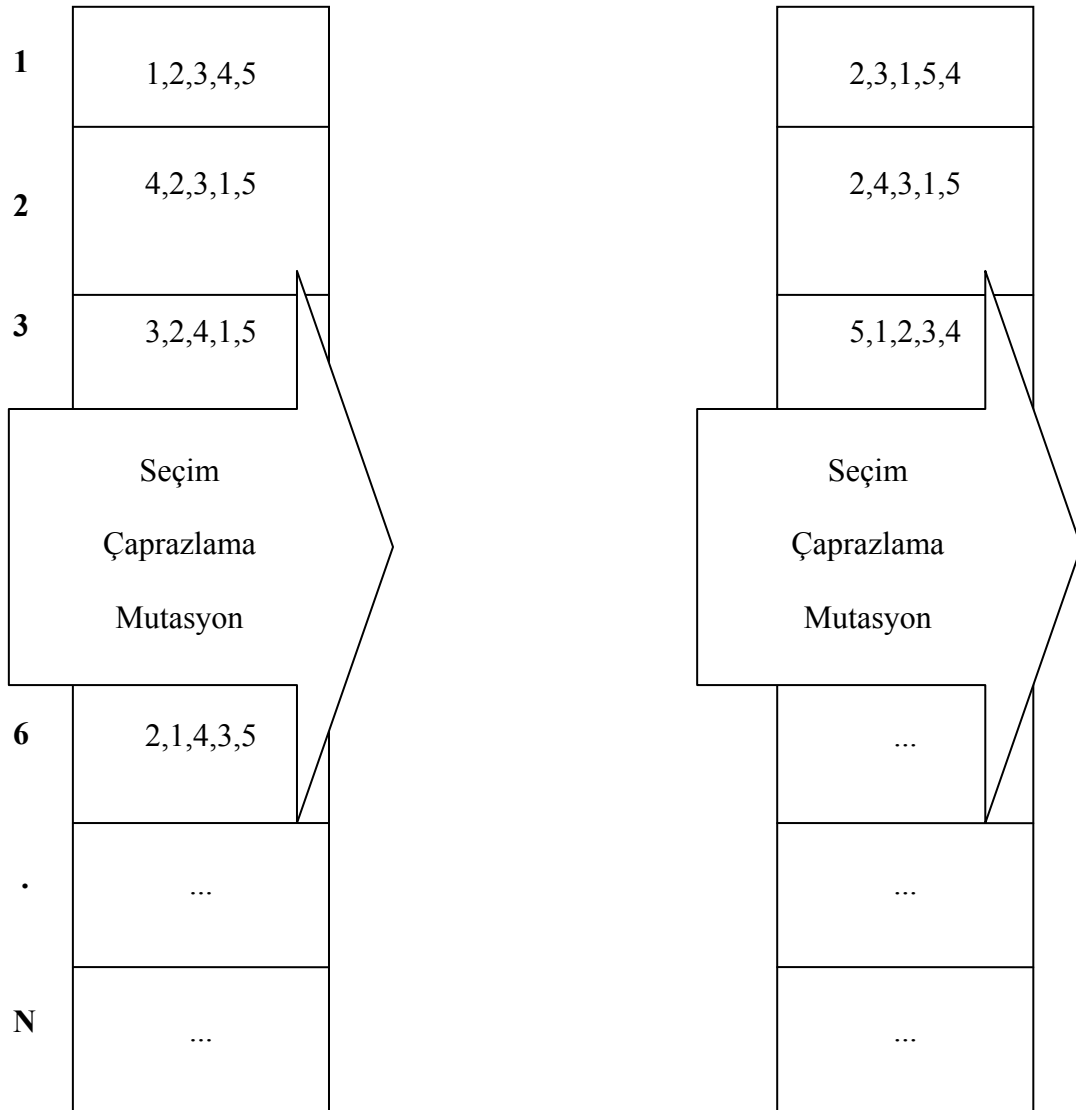 1
1,2,3,4,5
2,3,1,5,4
2
4,2,3,1,5
2,4,3,1,5
3
3,2,4,1,5
5,1,2,3,4
Seçim
Çaprazlama
Mutasyon
Seçim
Çaprazlama
Mutasyon
6
2,1,4,3,5
...
.
...
...
N
...
...